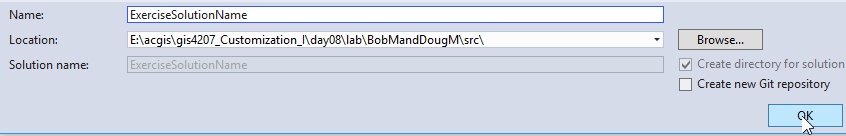 Name: ExerciseSolutionName
Location: E:\acgis\gis4207_Customization_I\day08\lab\BobMandDougM\src\ Browse...
Solution name: ExerciseSolutionName Create directory for solution
Create new Git repository
OK